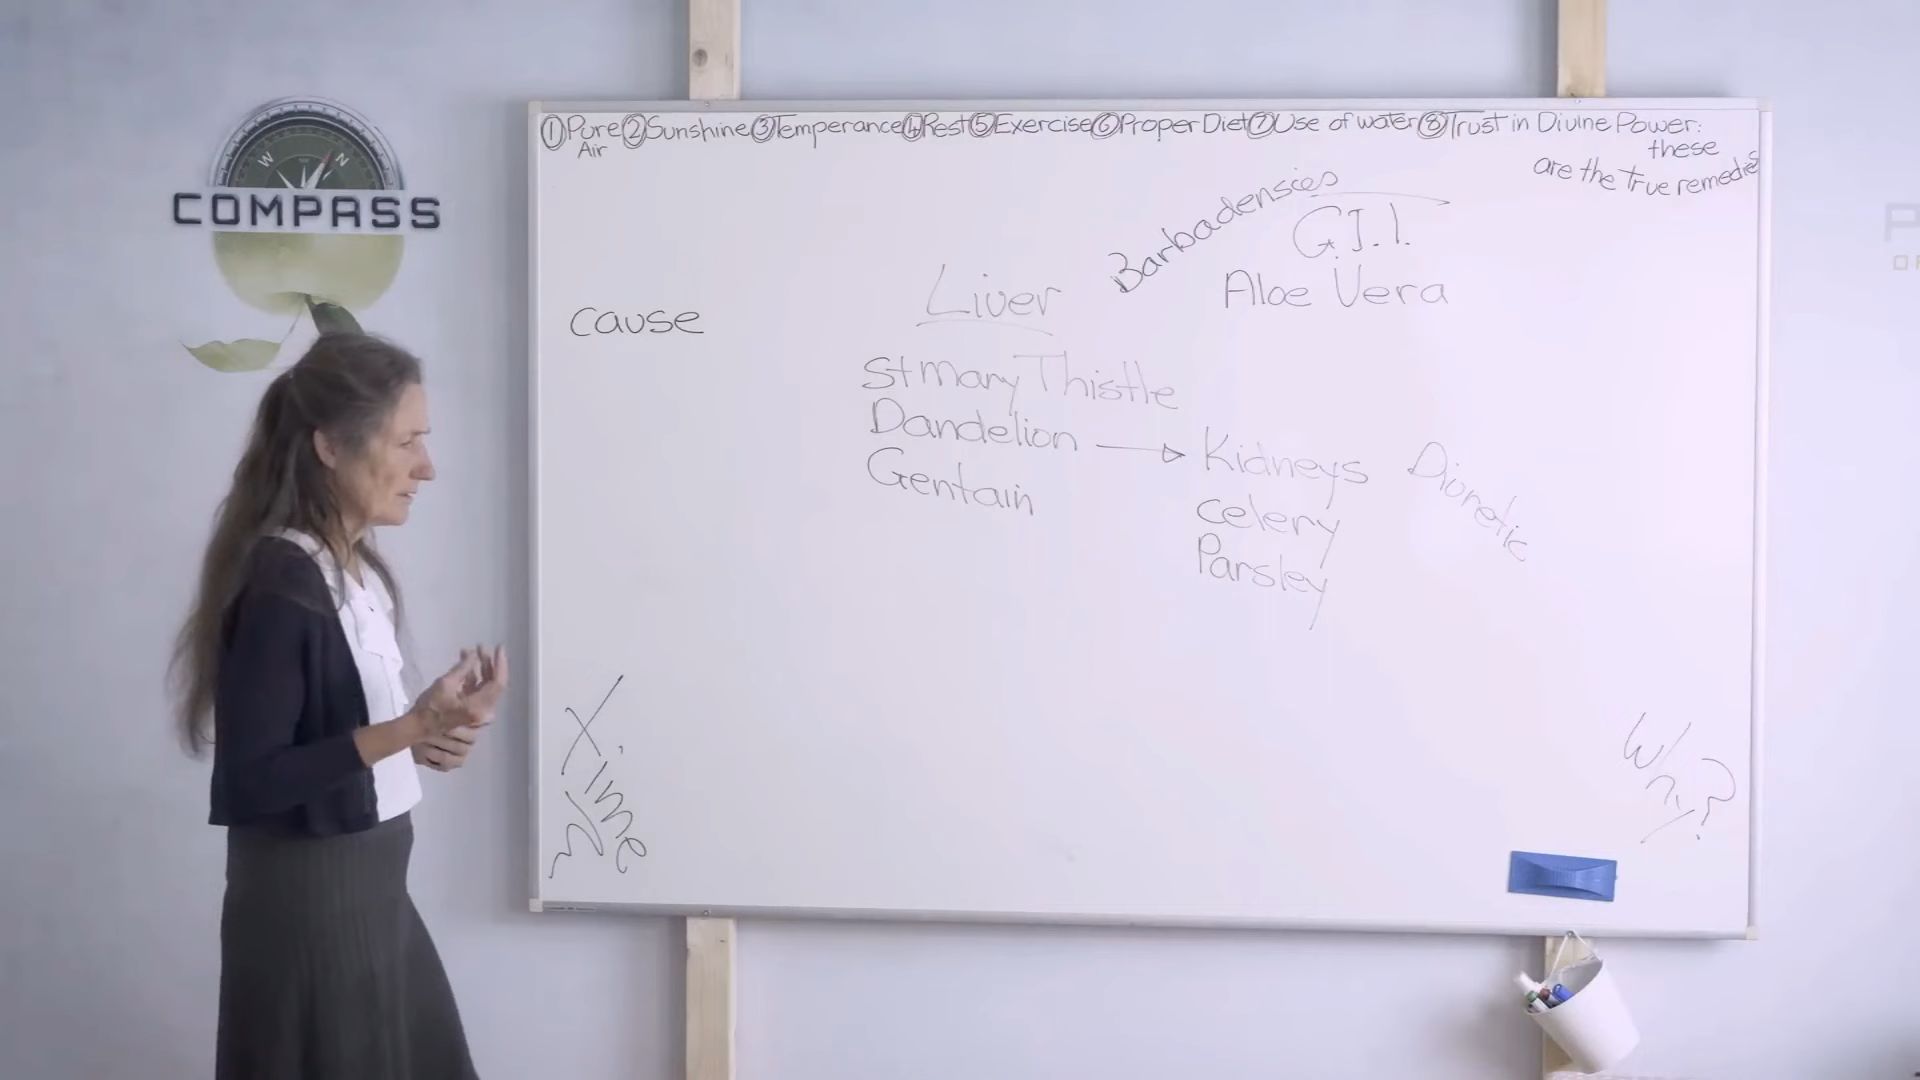 ①Pure ②Sunshine ③Temperance ④Rest ⑤Exercise ⑥Proper Diet ⑦Use of water ⑧Trust in Divine Power:
Air
these
are the true remedies
W N
COMPASS
Barbadensies
G.I.
Aloe Vera
Liver
cause
St Mary Thistle
Dandelion → Kidneys Diuretic
Gentain
celery
Parsley
Time
Why?